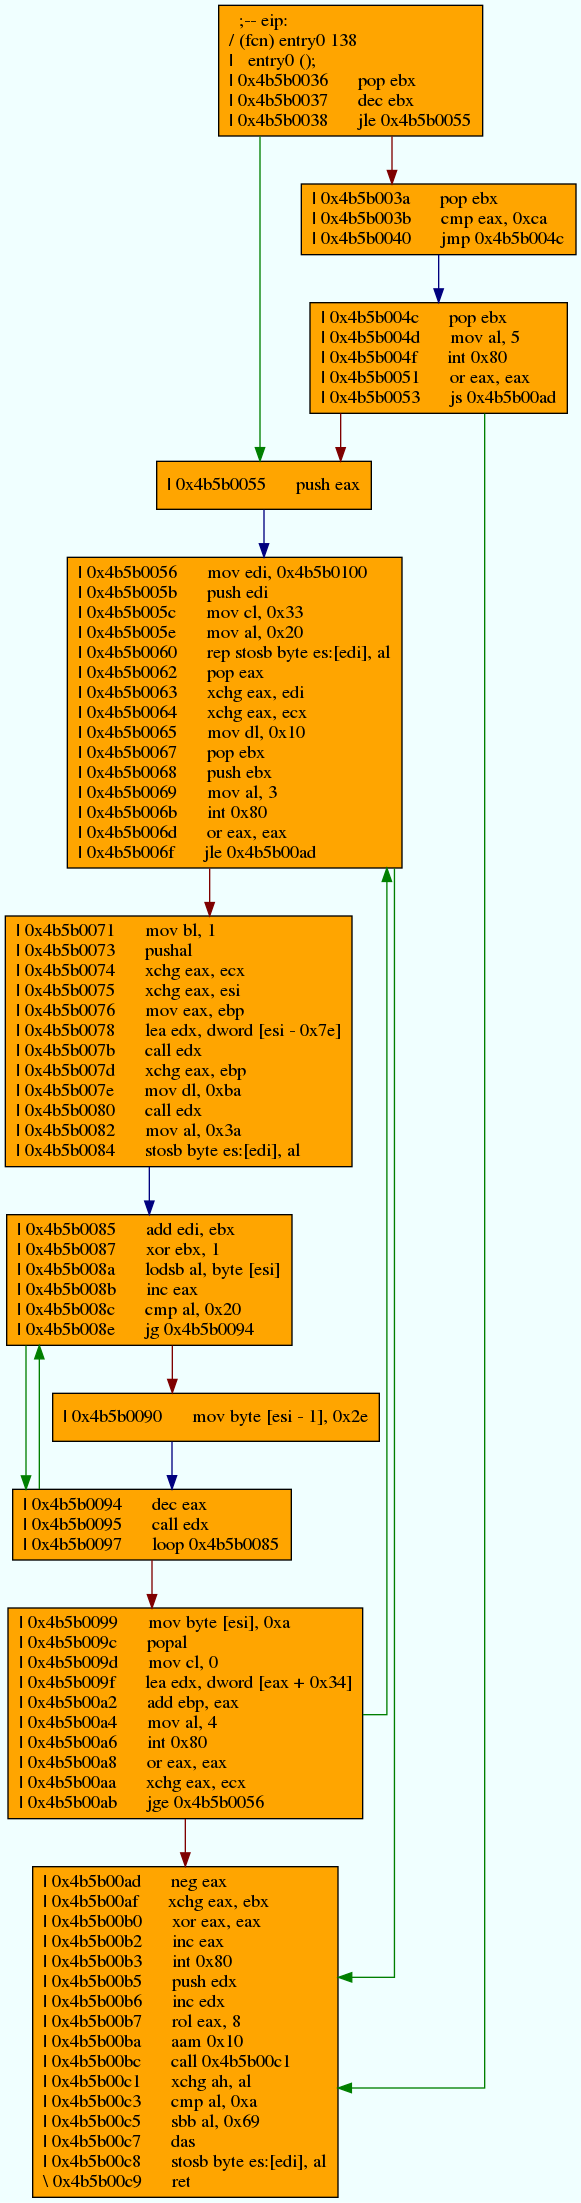 ;-- eip:
/ (fcn) entry0 138
|   entry0 ();
| 0x4b5b0036      pop ebx
| 0x4b5b0037      dec ebx
| 0x4b5b0038      jle 0x4b5b0055
| 0x4b5b003a      pop ebx
| 0x4b5b003b      cmp eax, 0xca
| 0x4b5b0040      jmp 0x4b5b004c
| 0x4b5b004c      pop ebx
| 0x4b5b004d      mov al, 5
| 0x4b5b004f      int 0x80
| 0x4b5b0051      or eax, eax
| 0x4b5b0053      js 0x4b5b00ad
| 0x4b5b0055      push eax
| 0x4b5b0056      mov edi, 0x4b5b0100
| 0x4b5b005b      push edi
| 0x4b5b005c      mov cl, 0x33
| 0x4b5b005e      mov al, 0x20
| 0x4b5b0060      rep stosb byte es:[edi], al
| 0x4b5b0062      pop eax
| 0x4b5b0063      xchg eax, edi
| 0x4b5b0064      xchg eax, ecx
| 0x4b5b0065      mov dl, 0x10
| 0x4b5b0067      pop ebx
| 0x4b5b0068      push ebx
| 0x4b5b0069      mov al, 3
| 0x4b5b006b      int 0x80
| 0x4b5b006d      or eax, eax
| 0x4b5b006f      jle 0x4b5b00ad
| 0x4b5b0071      mov bl, 1
| 0x4b5b0073      pushal
| 0x4b5b0074      xchg eax, ecx
| 0x4b5b0075      xchg eax, esi
| 0x4b5b0076      mov eax, ebp
| 0x4b5b0078      lea edx, dword [esi - 0x7e]
| 0x4b5b007b      call edx
| 0x4b5b007d      xchg eax, ebp
| 0x4b5b007e      mov dl, 0xba
| 0x4b5b0080      call edx
| 0x4b5b0082      mov al, 0x3a
| 0x4b5b0084      stosb byte es:[edi], al
| 0x4b5b0085      add edi, ebx
| 0x4b5b0087      xor ebx, 1
| 0x4b5b008a      lodsb al, byte [esi]
| 0x4b5b008b      inc eax
| 0x4b5b008c      cmp al, 0x20
| 0x4b5b008e      jg 0x4b5b0094
| 0x4b5b0090      mov byte [esi - 1], 0x2e
| 0x4b5b0094      dec eax
| 0x4b5b0095      call edx
| 0x4b5b0097      loop 0x4b5b0085
| 0x4b5b0099      mov byte [esi], 0xa
| 0x4b5b009c      popal
| 0x4b5b009d      mov cl, 0
| 0x4b5b009f      lea edx, dword [eax + 0x34]
| 0x4b5b00a2      add ebp, eax
| 0x4b5b00a4      mov al, 4
| 0x4b5b00a6      int 0x80
| 0x4b5b00a8      or eax, eax
| 0x4b5b00aa      xchg eax, ecx
| 0x4b5b00ab      jge 0x4b5b0056
| 0x4b5b00ad      neg eax
| 0x4b5b00af      xchg eax, ebx
| 0x4b5b00b0      xor eax, eax
| 0x4b5b00b2      inc eax
| 0x4b5b00b3      int 0x80
| 0x4b5b00b5      push edx
| 0x4b5b00b6      inc edx
| 0x4b5b00b7      rol eax, 8
| 0x4b5b00ba      aam 0x10
| 0x4b5b00bc      call 0x4b5b00c1
| 0x4b5b00c1      xchg ah, al
| 0x4b5b00c3      cmp al, 0xa
| 0x4b5b00c5      sbb al, 0x69
| 0x4b5b00c7      das
| 0x4b5b00c8      stosb byte es:[edi], al
\ 0x4b5b00c9      ret